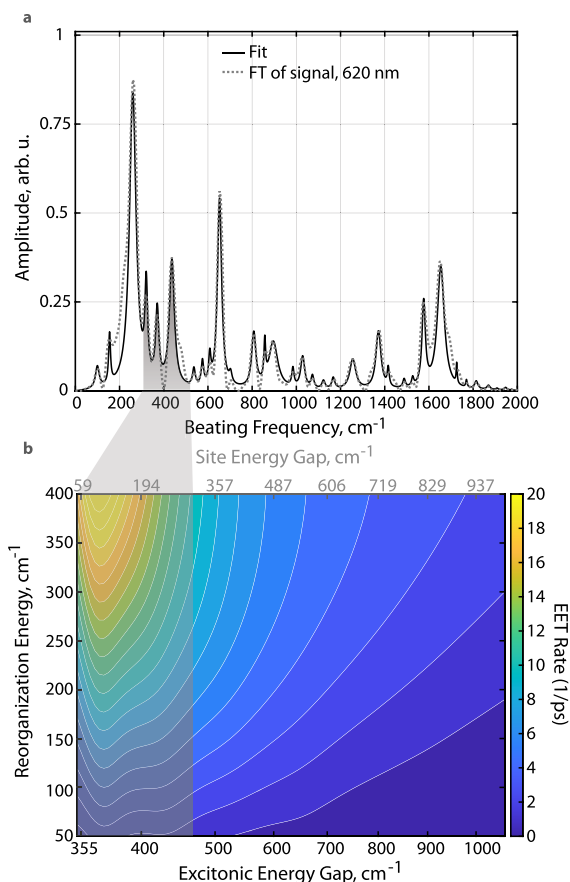 a
1
0.75
0.5
0.25
0
Amplitude, arb. u.
Fit
FT of signal, 620 nm
0 200 400 600 800 1000 1200 1400 1600 1800 2000
Beating Frequency, cm-1
b
Site Energy Gap, cm-1
59 194 357 487 606 719 829 937
400
350
300
250
200
150
100
50
Reorganization Energy, cm-1
355 400 500 600 700 800 900 1000
Excitonic Energy Gap, cm-1
20
18
16
14
12
10
8
6
4
2
0
EET Rate (1/ps)